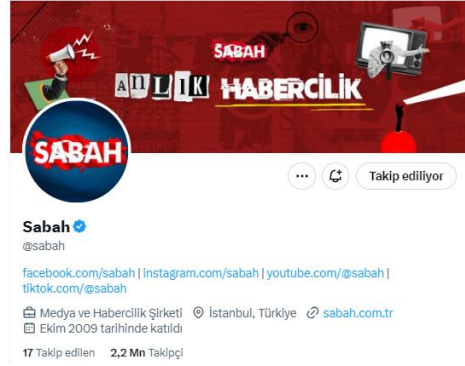 SABAH
ANLIK HABERCİLİK
SABAH
Takip ediliyor
Sabah
@sabah
facebook.com/sabah | instagram.com/sabah | youtube.com/@sabah |
tiktok.com/@sabah
Medya ve Habercilik Şirketi İstanbul, Türkiye sabah.com.tr
Ekim 2009 tarihinde katıldı
17 Takip edilen 2,2 Mn Takipçi